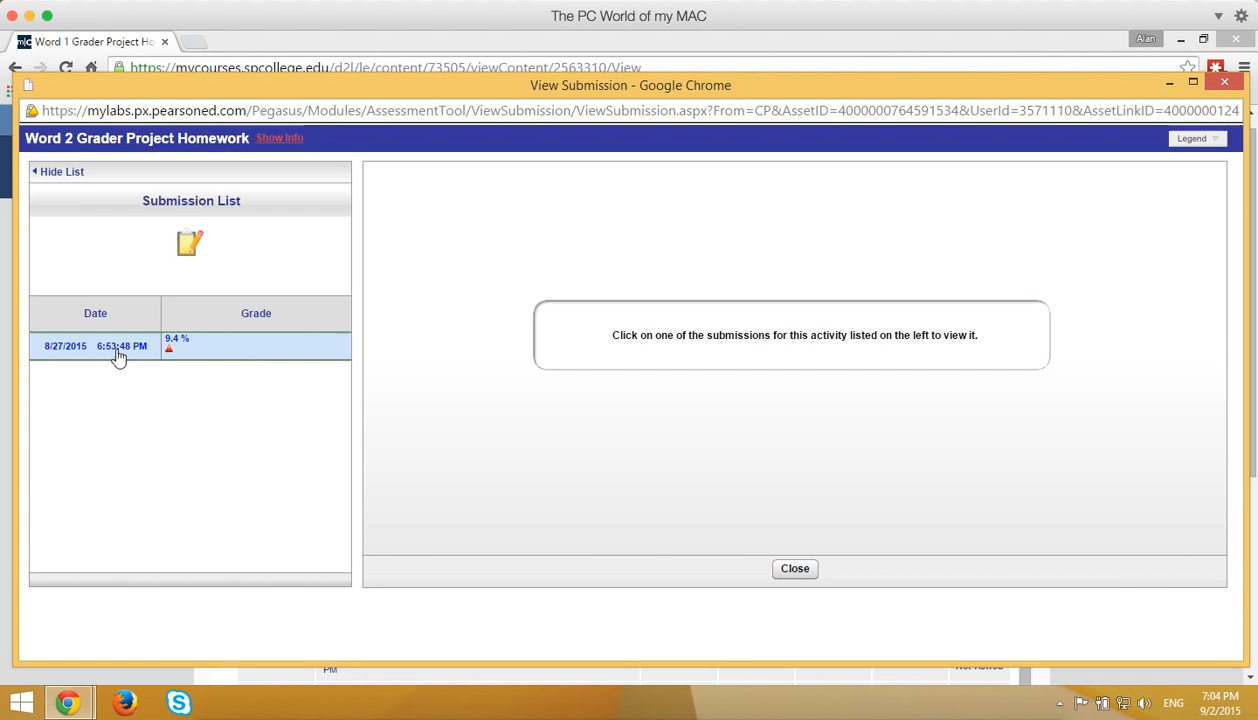 The PC World of my MAC
Word 1 Grader Project Ho
Alan
https://mycourses.spcollege.edu/d2l/le/content/73505/viewContent/2563310/View
View Submission - Google Chrome
https://mylabs.px.pearsoned.com/Pegasus/Modules/AssessmentTool/ViewSubmission/ViewSubmission.aspx?From=CP&AssetID=4000000764591534&UserId=3571110&AssetLinkID=4000000124
Word 2 Grader Project Homework Show Info
Legend
Hide List
Submission List
Date Grade
8/27/2015 6:53:48 PM 9.4 %
Click on one of the submissions for this activity listed on the left to view it.
Close
PM
7:04 PM
ENG
9/2/2015